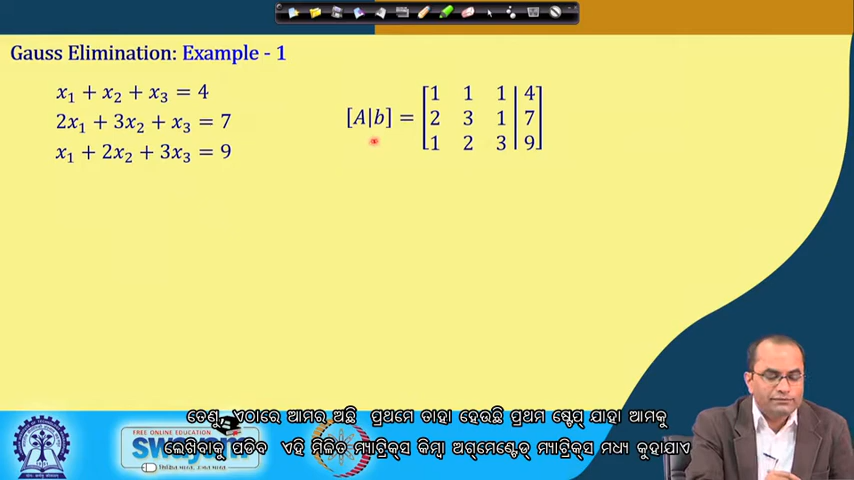 Gauss Elimination: Example - 1
x₁ + x₂ + x₃ = 4
2x₁ + 3x₂ + x₃ = 7
x₁ + 2x₂ + 3x₃ = 9
[A|b] = [1 1 1 | 4
2 3 1 | 7
1 2 3 | 9]
ତେଣୁ ଏଠାରେ ଆମର ଅଛି ପ୍ରଥମେ ତାହା ହେଉଛି ପ୍ରଥମ ଷ୍ଟେପ୍ ଯାହା ଆମକୁ
ଲେଖିବାକୁ ପଡିବ ଏହି ମିଳିତ ମ୍ୟାଟ୍ରିକ୍ସ କିମ୍ବା ଅଗ୍ମେଣ୍ଟେଡ୍ ମ୍ୟାଟ୍ରିକ୍ସ ମଧ୍ୟ କୁହାଯାଏ
FREE ONLINE EDUCATION
SWAYAM